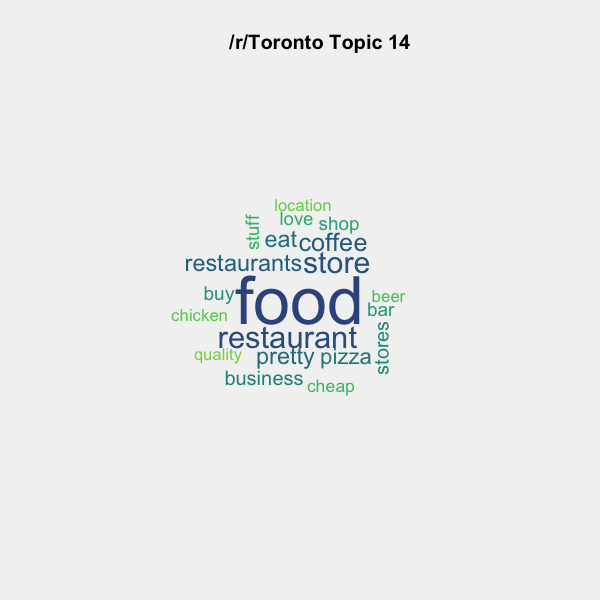 /r/Toronto Topic 14
location
stuff
love shop
eat coffee
restaurants store
buy food beer
chicken bar
restaurant
stores
quality pretty pizza
business cheap